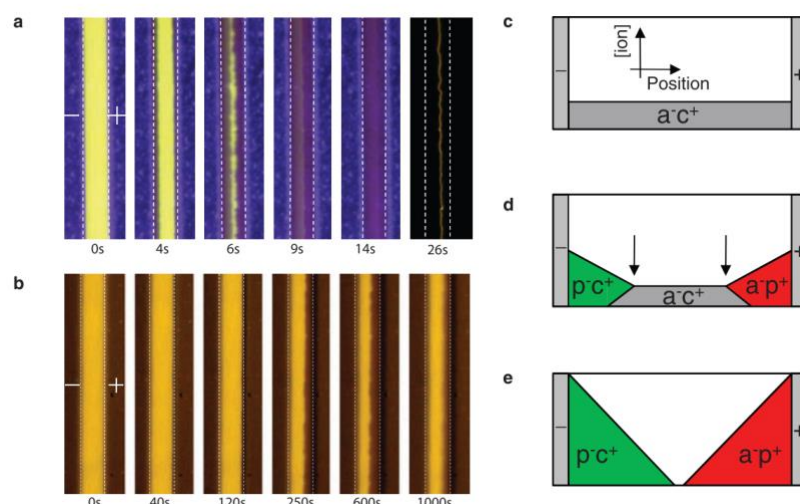 a
− +
0s 4s 6s 9s 14s 26s
b
− +
0s 40s 120s 250s 600s 1000s
c
[ion]
Position
− +
a⁻c⁺
d
− +
p⁻c⁺ a⁻c⁺ a⁻p⁺
e
− +
p⁻c⁺ a⁻p⁺